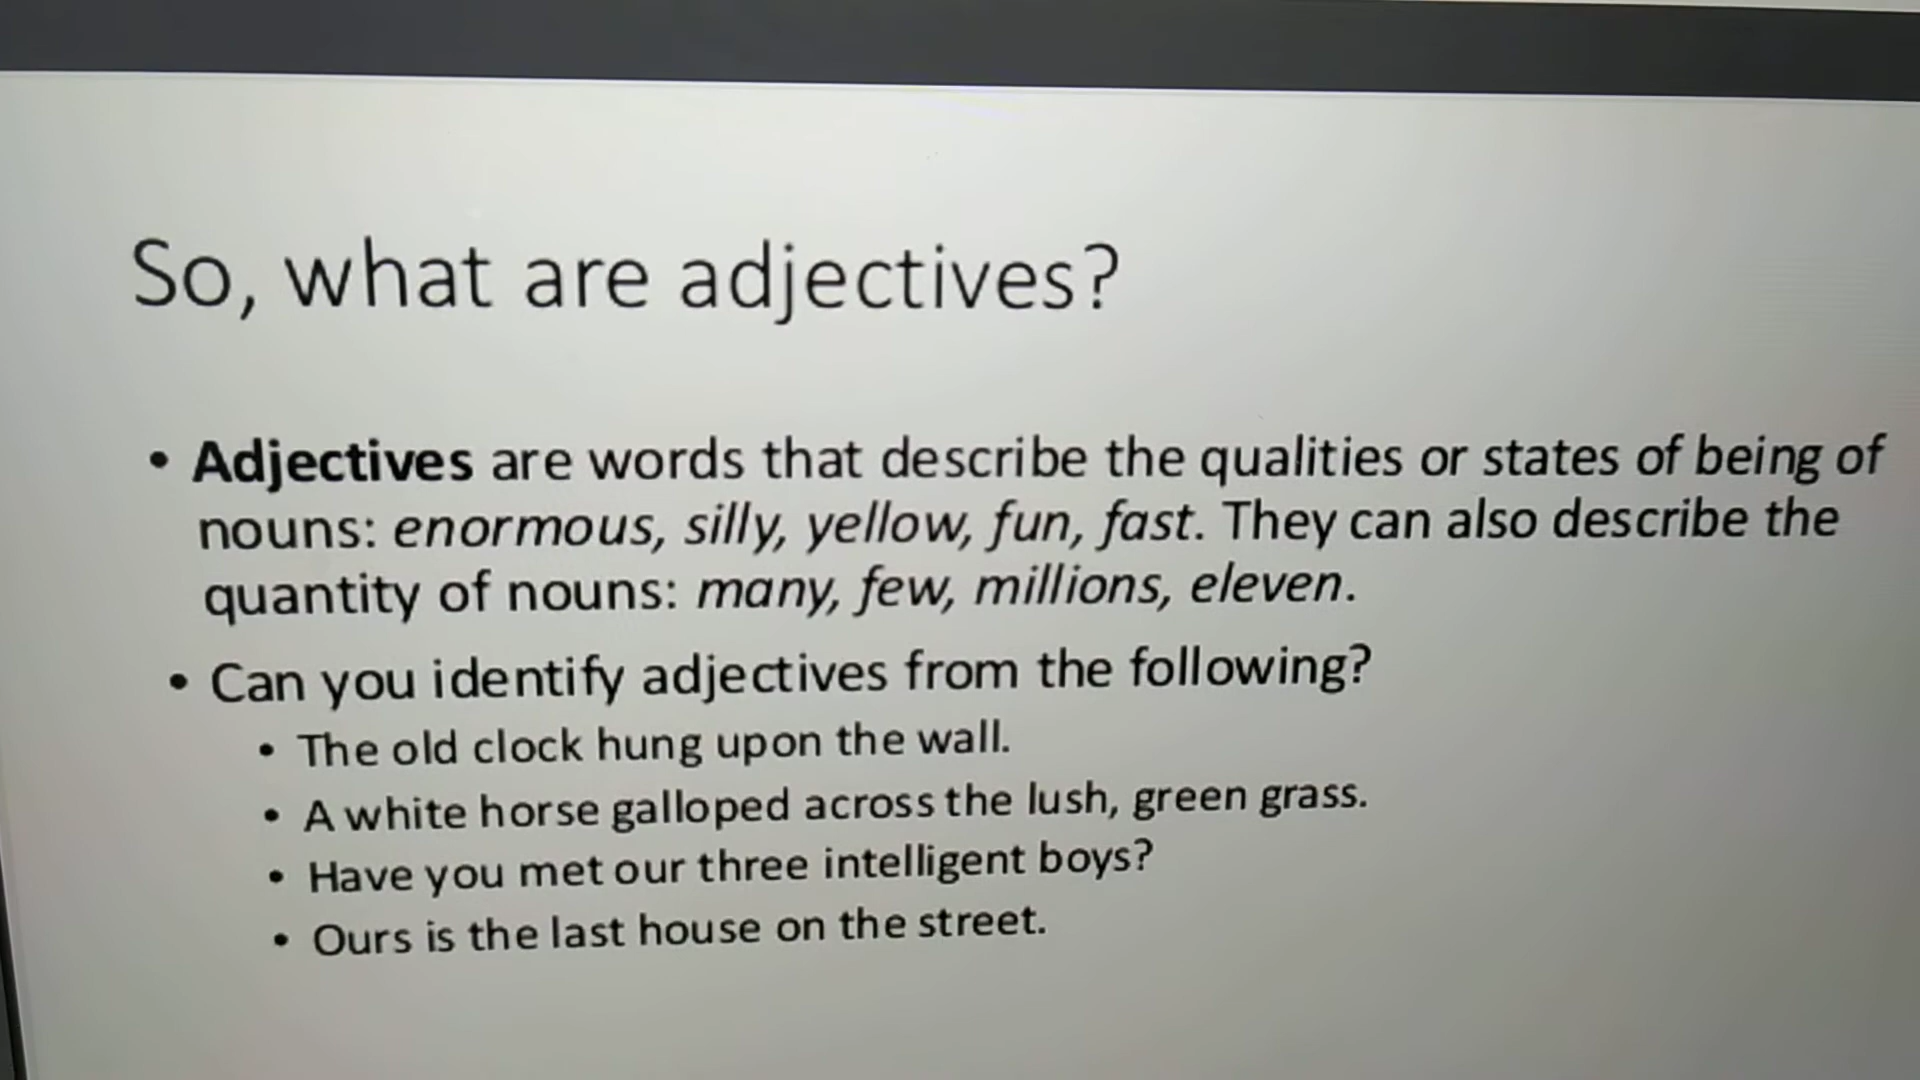 So, what are adjectives?
• Adjectives are words that describe the qualities or states of being of
nouns: enormous, silly, yellow, fun, fast. They can also describe the
quantity of nouns: many, few, millions, eleven.
• Can you identify adjectives from the following?
• The old clock hung upon the wall.
• A white horse galloped across the lush, green grass.
• Have you met our three intelligent boys?
• Ours is the last house on the street.